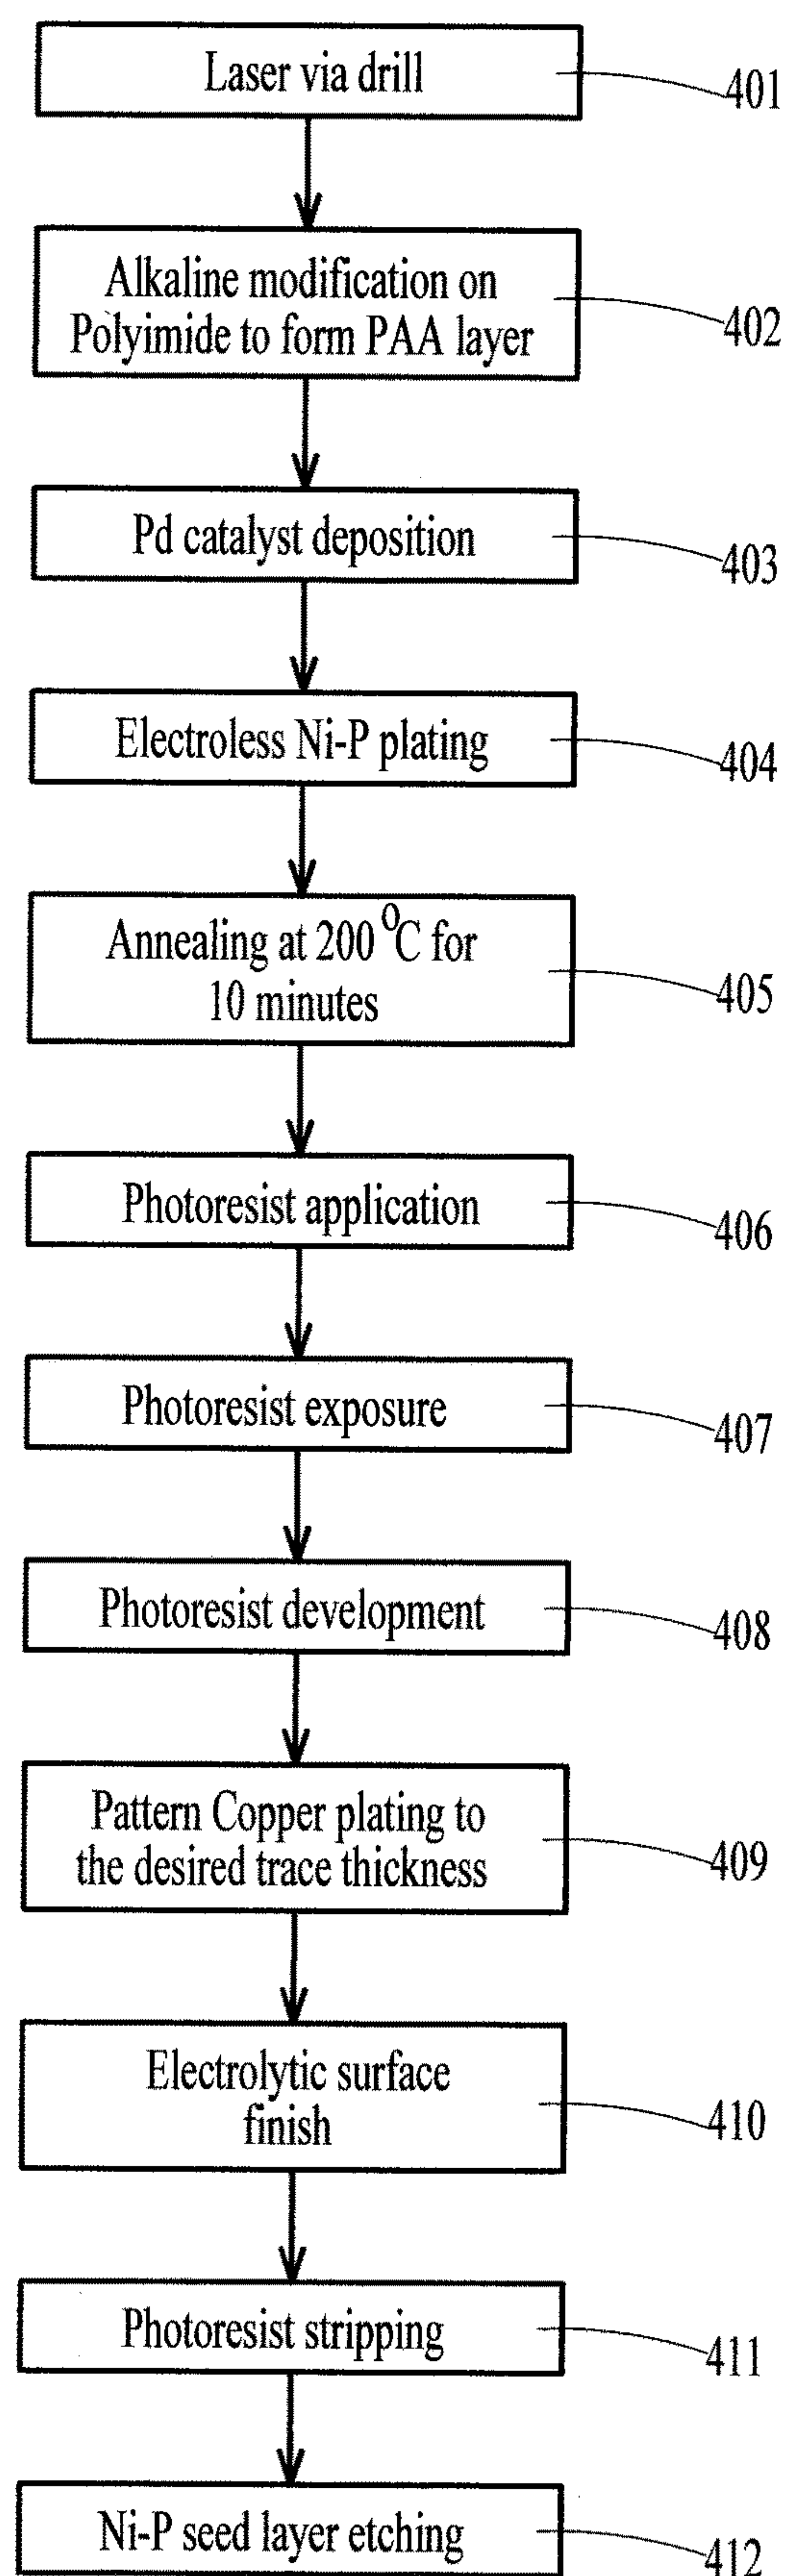 Laser via drill
401
Alkaline modification on
Polyimide to form PAA layer
402
Pd catalyst deposition
403
Electroless Ni-P plating
404
Annealing at 200 °C for
10 minutes
405
Photoresist application
406
Photoresist exposure
407
Photoresist development
408
Pattern Copper plating to
the desired trace thickness
409
Electrolytic surface
finish
410
Photoresist stripping
411
Ni-P seed layer etching
412